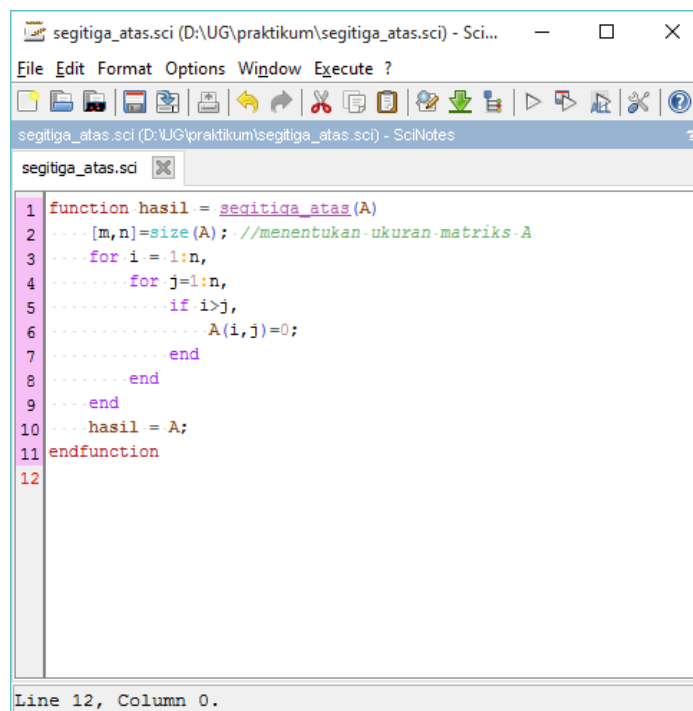 segitiga_atas.sci (D:\UG\praktikum\segitiga_atas.sci) - Sci...
File Edit Format Options Window Execute ?
segitiga_atas.sci (D:\UG\praktikum\segitiga_atas.sci) - SciNotes ?
segitiga_atas.sci
1 function hasil = segitiga_atas(A)
2 [m,n]=size(A); //menentukan ukuran matriks A
3 for i = 1:n,
4 for j=1:n,
5 if i>j,
6 A(i,j)=0;
7 end
8 end
9 end
10 hasil = A;
11 endfunction
12
Line 12, Column 0.